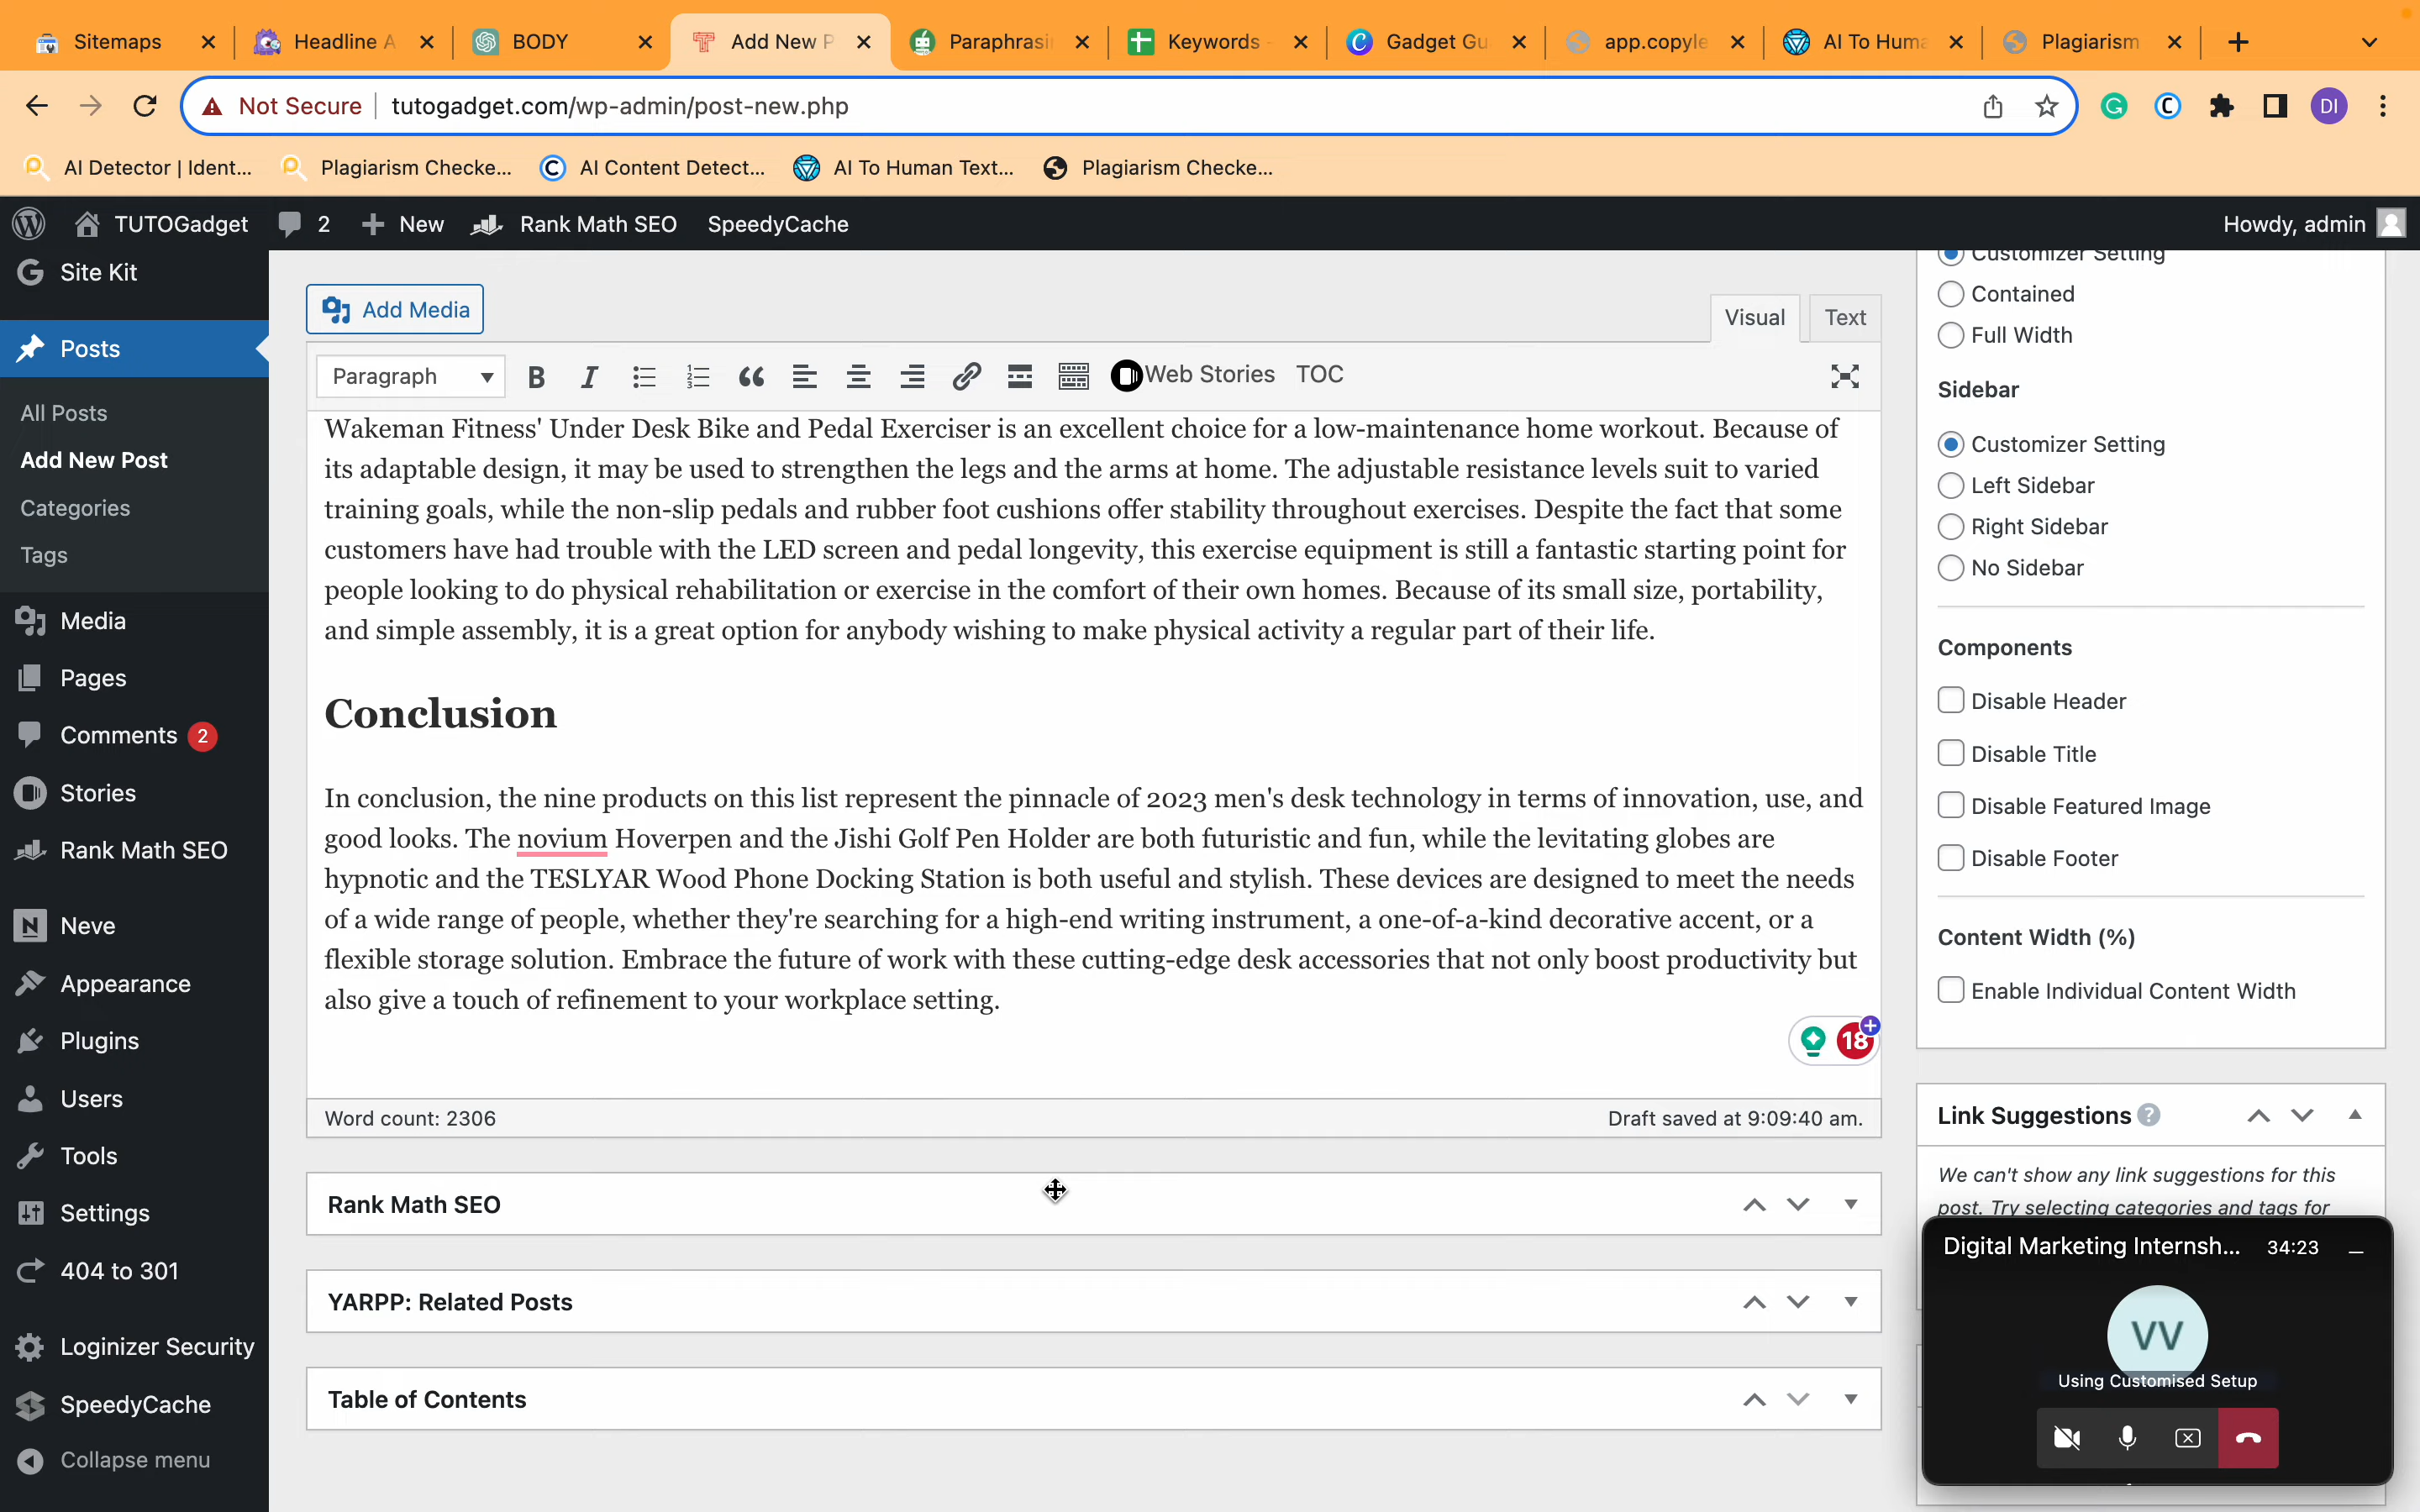 Sitemaps
Headline A
BODY
Add New P
Paraphrasi
Keywords -
Gadget Gu
app.copyle
AI To Huma
Plagiarism
Not Secure
tutogadget.com/wp-admin/post-new.php
DI
AI Detector | Ident...
Plagiarism Checke...
AI Content Detect...
AI To Human Text...
Plagiarism Checke...
TUTOGadget
2
New
Rank Math SEO
SpeedyCache
Howdy, admin
Site Kit
Posts
All Posts
Add New Post
Categories
Tags
Media
Pages
Comments 2
Stories
Rank Math SEO
Neve
Appearance
Plugins
Users
Tools
Settings
404 to 301
Loginizer Security
SpeedyCache
Collapse menu
Add Media
Visual
Text
Paragraph
Web Stories
TOC
Wakeman Fitness' Under Desk Bike and Pedal Exerciser is an excellent choice for a low-maintenance home workout. Because of
its adaptable design, it may be used to strengthen the legs and the arms at home. The adjustable resistance levels suit to varied
training goals, while the non-slip pedals and rubber foot cushions offer stability throughout exercises. Despite the fact that some
customers have had trouble with the LED screen and pedal longevity, this exercise equipment is still a fantastic starting point for
people looking to do physical rehabilitation or exercise in the comfort of their own homes. Because of its small size, portability,
and simple assembly, it is a great option for anybody wishing to make physical activity a regular part of their life.
Conclusion
In conclusion, the nine products on this list represent the pinnacle of 2023 men's desk technology in terms of innovation, use, and
good looks. The novium Hoverpen and the Jishi Golf Pen Holder are both futuristic and fun, while the levitating globes are
hypnotic and the TESLYAR Wood Phone Docking Station is both useful and stylish. These devices are designed to meet the needs
of a wide range of people, whether they're searching for a high-end writing instrument, a one-of-a-kind decorative accent, or a
flexible storage solution. Embrace the future of work with these cutting-edge desk accessories that not only boost productivity but
also give a touch of refinement to your workplace setting.
18
Word count: 2306
Draft saved at 9:09:40 am.
Rank Math SEO
YARPP: Related Posts
Table of Contents
Customizer Setting
Contained
Full Width
Sidebar
Customizer Setting
Left Sidebar
Right Sidebar
No Sidebar
Components
Disable Header
Disable Title
Disable Featured Image
Disable Footer
Content Width (%)
Enable Individual Content Width
Link Suggestions
We can't show any link suggestions for this
post. Try selecting categories and tags for
Digital Marketing Internsh... 34:23
VV
Using Customised Setup